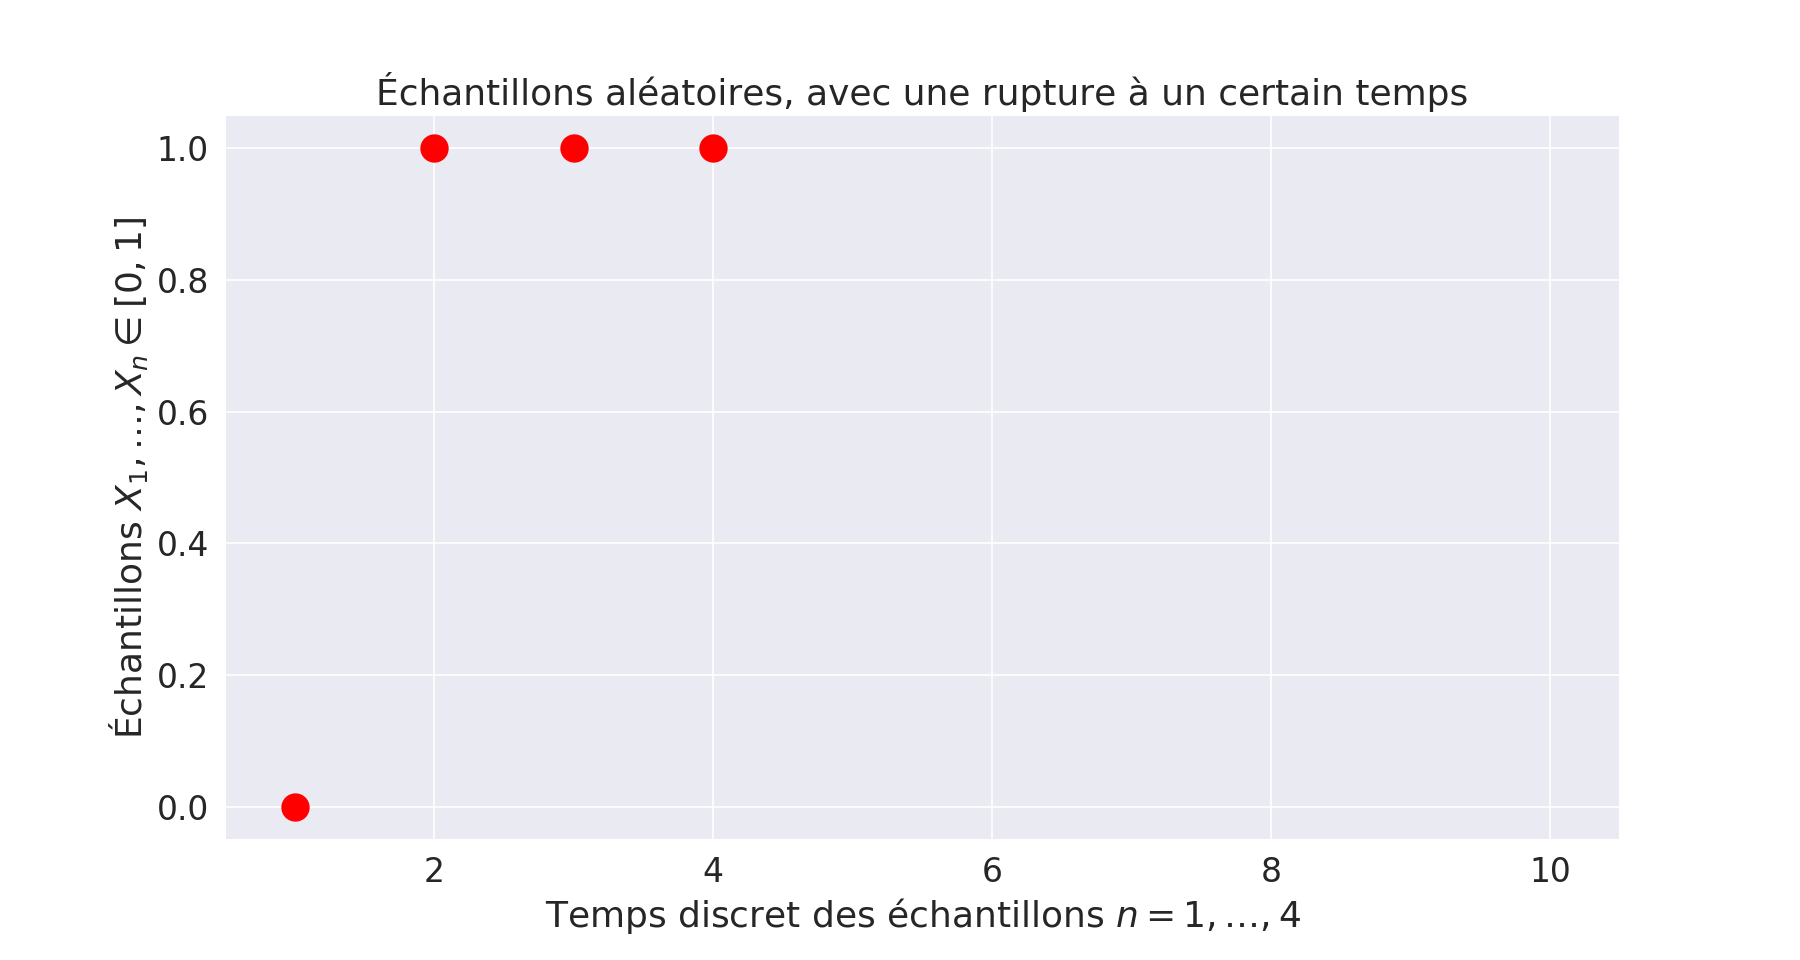 Échantillons aléatoires, avec une rupture à un certain temps
Échantillons X₁, …, Xₙ ∈ [0, 1]
1.0
0.8
0.6
0.4
0.2
0.0
2 4 6 8 10
Temps discret des échantillons n = 1, …, 4